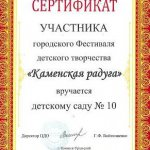 СЕРТИФИКАТ
УЧАСТНИКА
городского Фестиваля
детского творчества
«Каменская радуга»
вручается
детскому саду № 10
Директор ЦДО